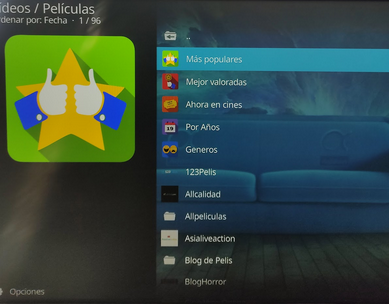 ídeos / Películas
denar por: Fecha · 1 / 96
..
Más populares
Mejor valoradas
Ahora en cines
Por Años
19
Generos
123Pelis
Allcalidad
Allpeliculas
Asialiveaction
Blog de Pelis
BlogHorror
Opciones